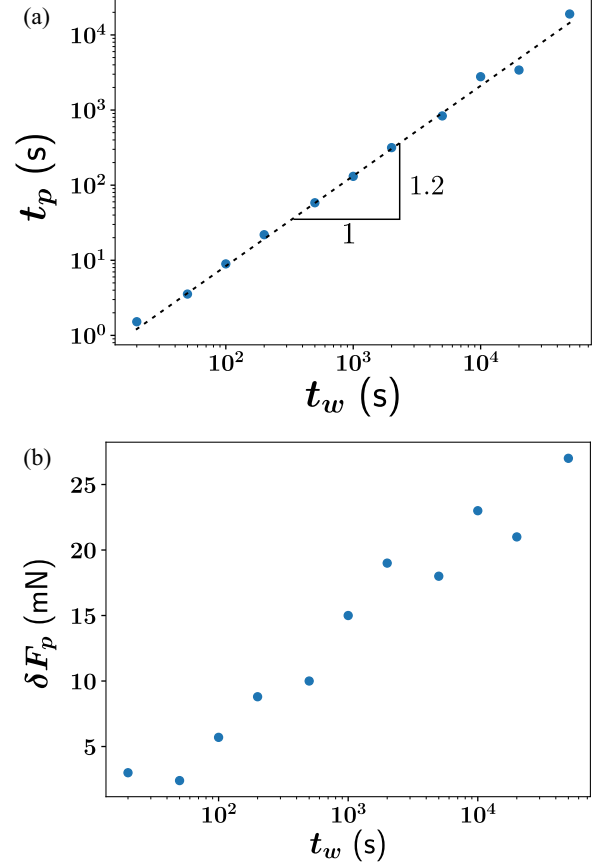 (a)
10⁴
10³
10²
10¹
10⁰
t_p (s)
1.2
1
10² 10³ 10⁴
t_w (s)
(b)
25
20
15
10
5
δF_p (mN)
10² 10³ 10⁴
t_w (s)